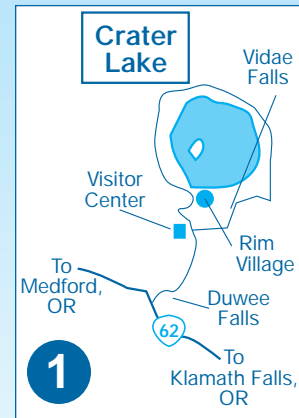 Crater
Lake
Vidae
Falls
Visitor
Center
Rim
Village
To
Medford,
OR
Duwee
Falls
62
1
To
Klamath Falls,
OR